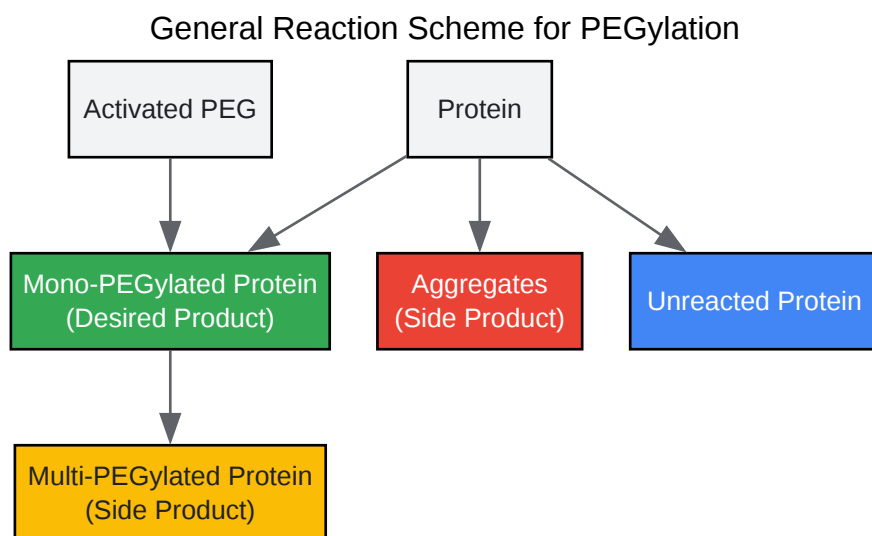 General Reaction Scheme for PEGylation
Activated PEG
Protein
Mono-PEGylated Protein
(Desired Product)
Aggregates
(Side Product)
Unreacted Protein
Multi-PEGylated Protein
(Side Product)